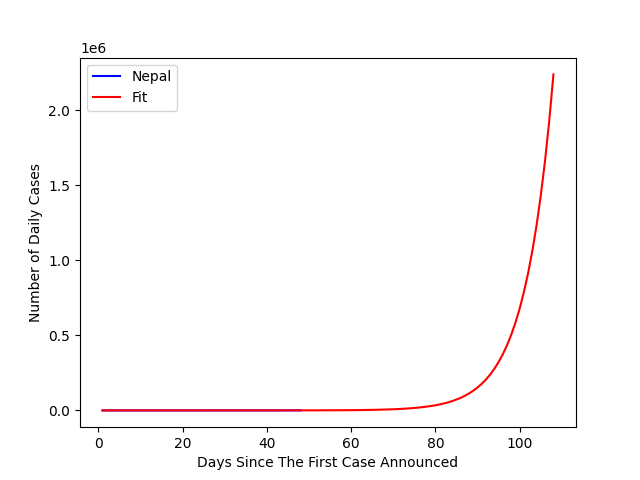 1e6
Nepal
Fit
2.0
1.5
1.0
0.5
0.0
Number of Daily Cases
0 20 40 60 80 100
Days Since The First Case Announced